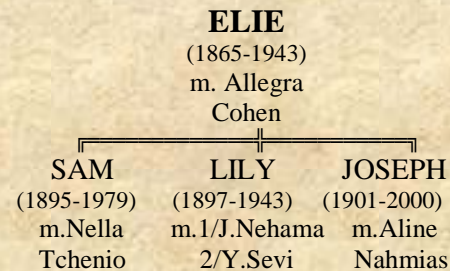 ELIE
(1865-1943)
m. Allegra
Cohen
SAM LILY JOSEPH
(1895-1979) (1897-1943) (1901-2000)
m.Nella m.1/J.Nehama m.Aline
Tchenio 2/Y.Sevi Nahmias